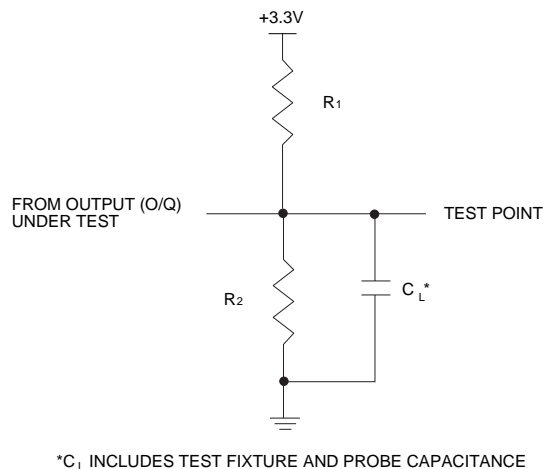 +3.3V
R1
FROM OUTPUT (O/Q)
UNDER TEST
TEST POINT
R2
CL*
*CL INCLUDES TEST FIXTURE AND PROBE CAPACITANCE